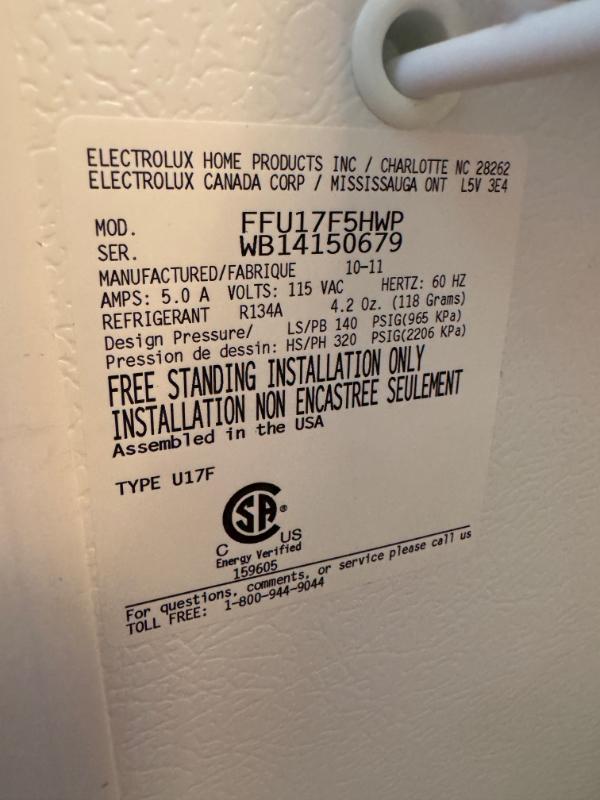 ELECTROLUX HOME PRODUCTS INC / CHARLOTTE NC 28262
ELECTROLUX CANADA CORP / MISSISSAUGA ONT L5V 3E4
MOD. FFU17F5HWP
SER. WB14150679
MANUFACTURED/FABRIQUE 10-11
AMPS: 5.0 A VOLTS: 115 VAC HERTZ: 60 HZ
REFRIGERANT R134A 4.2 Oz. (118 Grams)
Design Pressure/ LS/PB 140 PSIG(965 KPa)
Pression de dessin: HS/PH 320 PSIG(2206 KPa)
FREE STANDING INSTALLATION ONLY
INSTALLATION NON ENCASTREE SEULEMENT
Assembled in the USA
TYPE U17F
CSA®
C US
Energy Verified
159605
For questions, comments, or service please call us
TOLL FREE: 1-800-944-9044